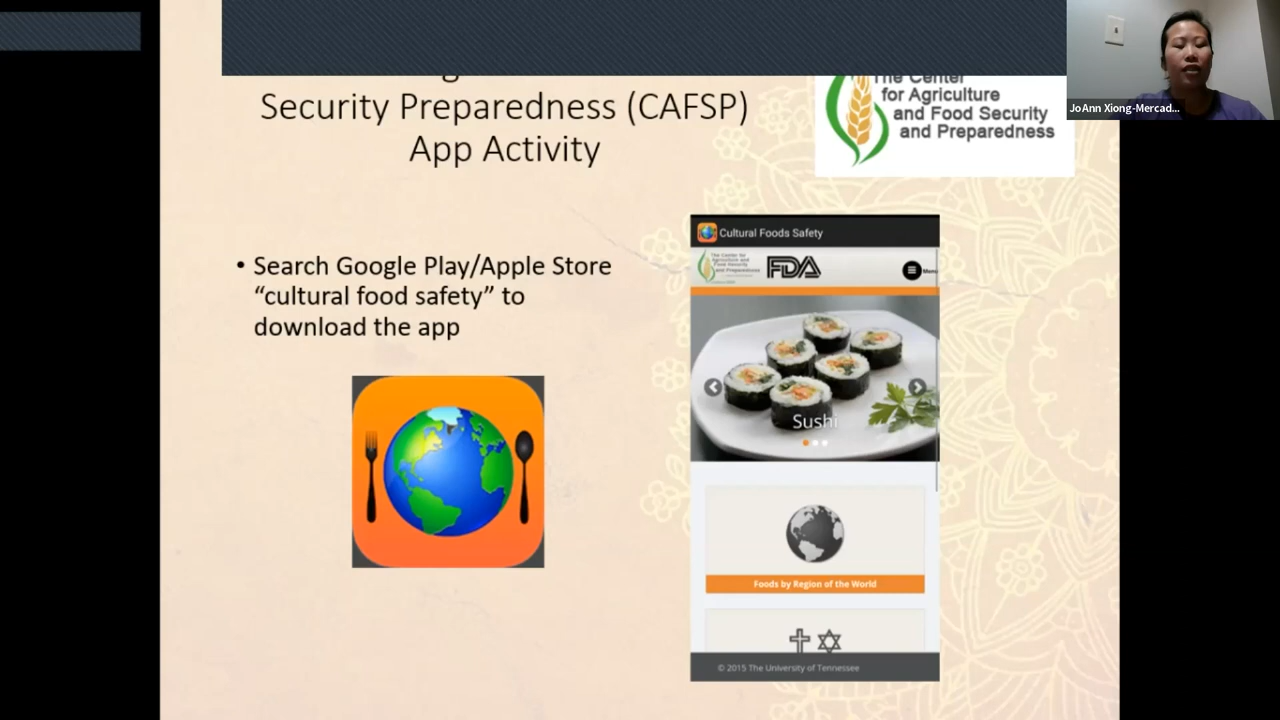 Security Preparedness (CAFSP)
App Activity
The Center
for Agriculture
and Food Security
and Preparedness
JoAnn Xiong-Mercad...
• Search Google Play/Apple Store
“cultural food safety” to
download the app
Cultural Foods Safety
The Center for
Agriculture and
Food Security
and Preparedness
FDA
Menu
Sushi
Foods by Region of the World
© 2015 The University of Tennessee